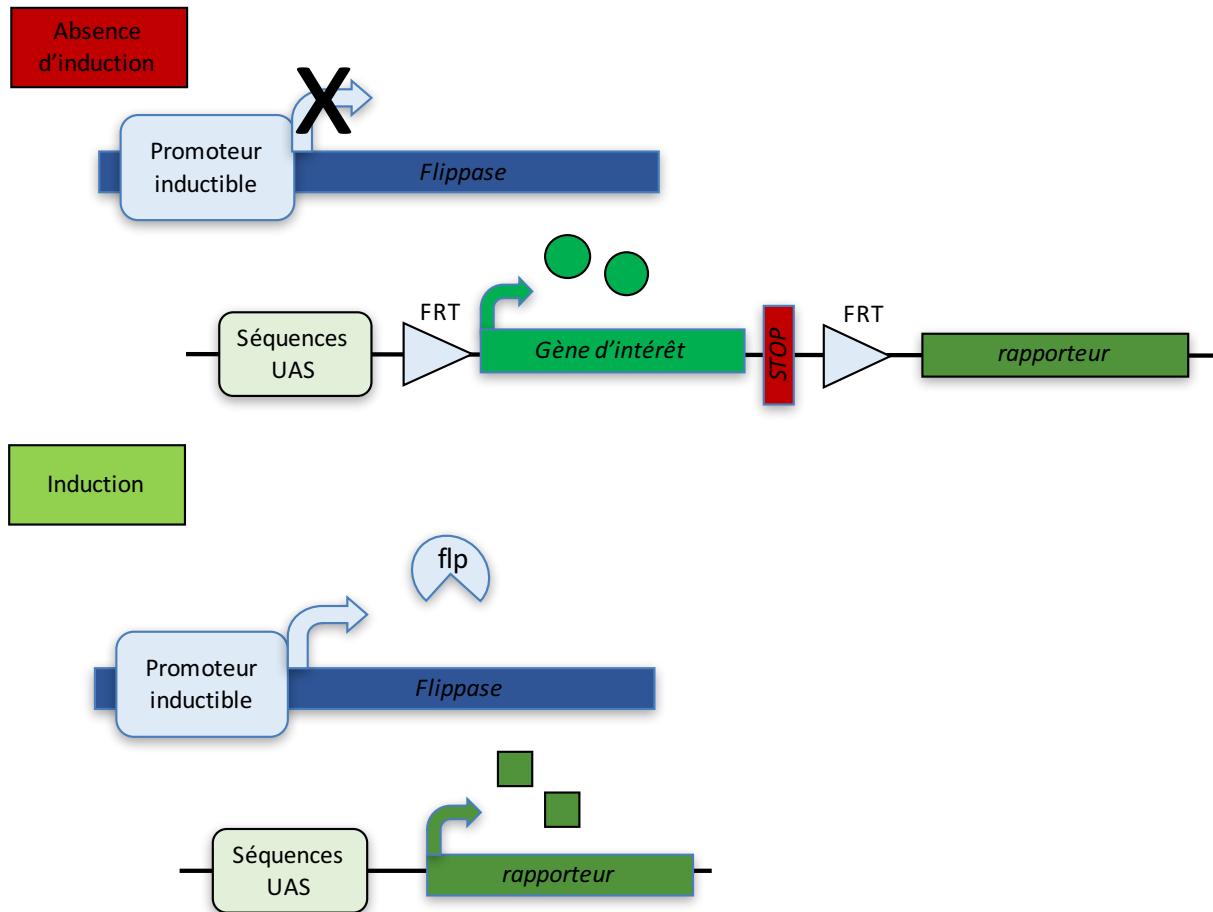 Absence
d’induction
X
Promoteur
inductible
Flippase
FRT
FRT
Séquences
UAS
Gène d’intérêt
STOP
rapporteur
Induction
flp
Promoteur
inductible
Flippase
Séquences
UAS
rapporteur